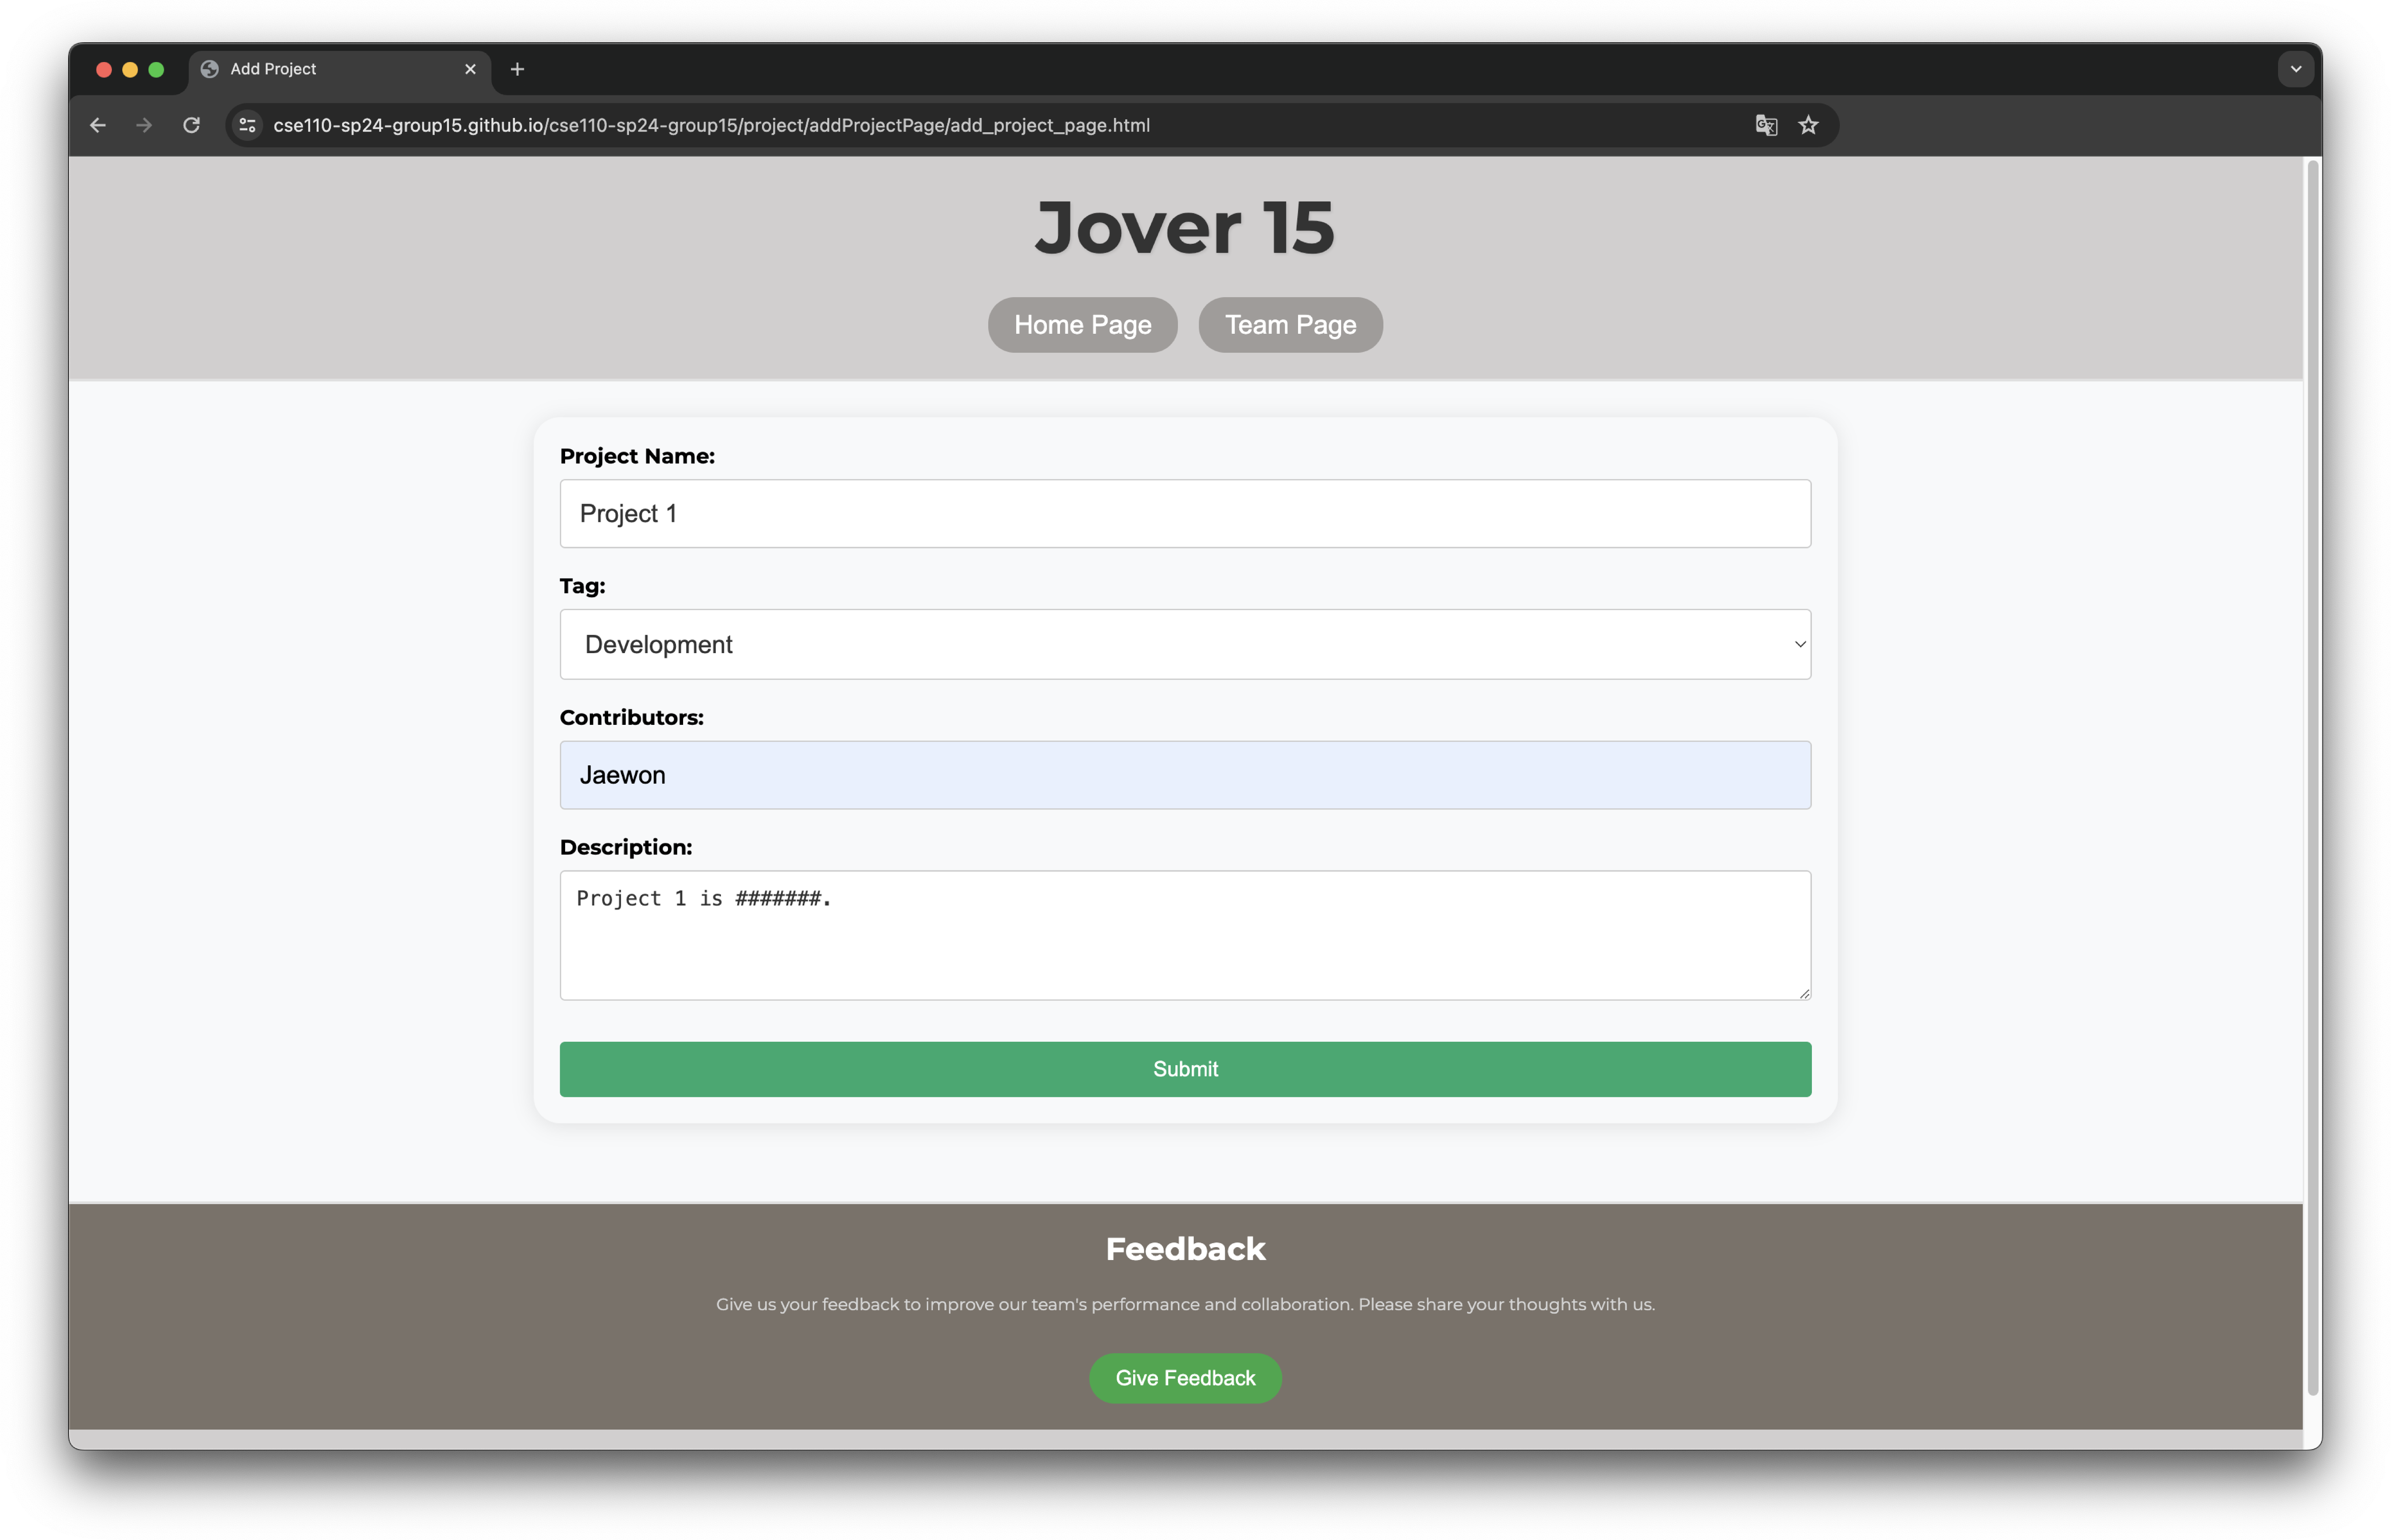 Add Project
cse110-sp24-group15.github.io/cse110-sp24-group15/project/addProjectPage/add_project_page.html
Jover 15
Home Page Team Page
Project Name:
Project 1
Tag:
Development
Contributors:
Jaewon
Description:
Project 1 is #######.
Submit
Feedback
Give us your feedback to improve our team's performance and collaboration. Please share your thoughts with us.
Give Feedback